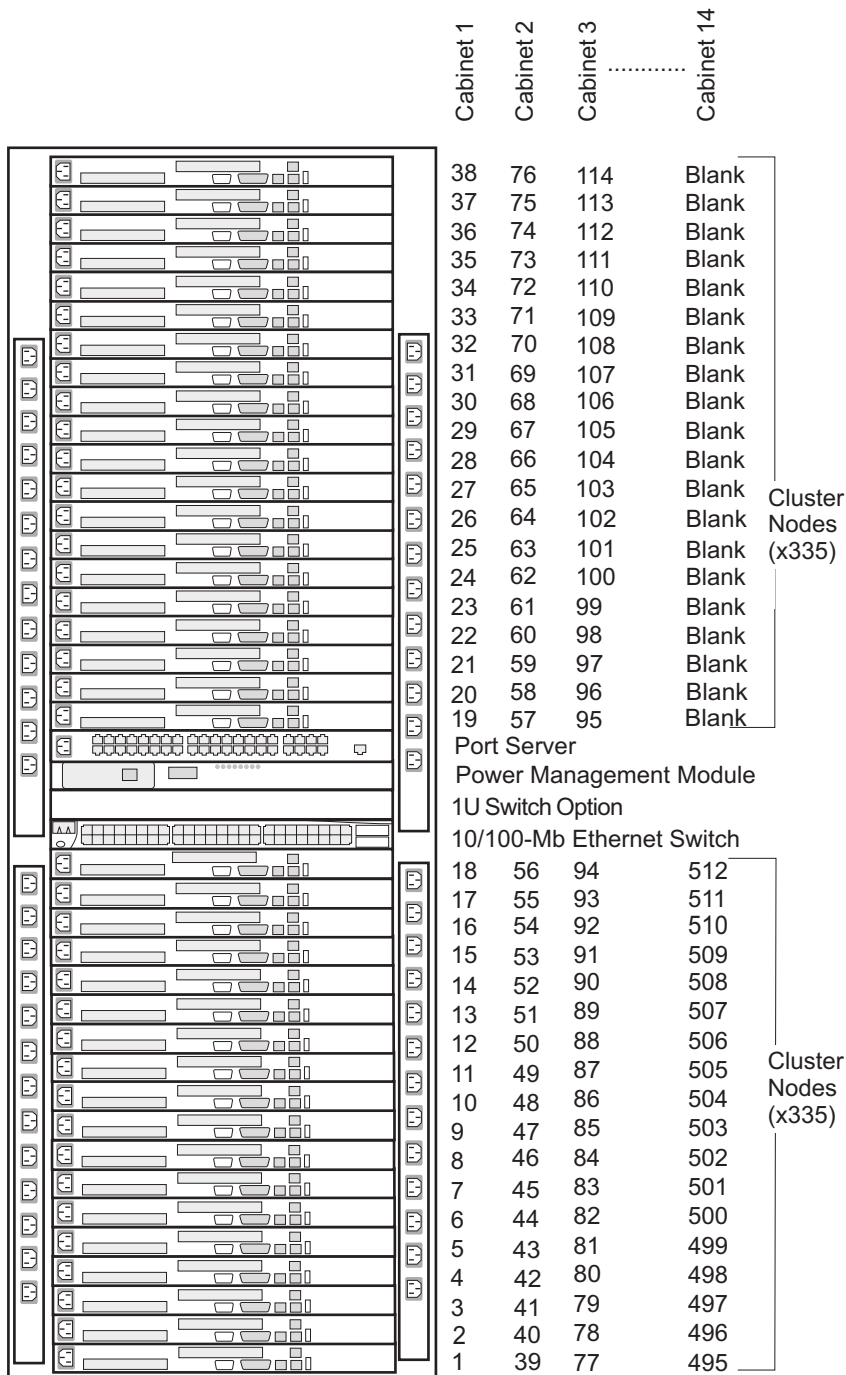 Cabinet 1 Cabinet 2 Cabinet 3 ............ Cabinet 14
38 76 114 Blank
37 75 113 Blank
36 74 112 Blank
35 73 111 Blank
34 72 110 Blank
33 71 109 Blank
32 70 108 Blank
31 69 107 Blank
30 68 106 Blank
29 67 105 Blank
28 66 104 Blank
27 65 103 Blank
26 64 102 Blank
25 63 101 Blank
24 62 100 Blank
23 61 99 Blank
22 60 98 Blank
21 59 97 Blank
20 58 96 Blank
19 57 95 Blank
Cluster
Nodes
(x335)
Port Server
Power Management Module
1U Switch Option
10/100-Mb Ethernet Switch
18 56 94 512
17 55 93 511
16 54 92 510
15 53 91 509
14 52 90 508
13 51 89 507
12 50 88 506
11 49 87 505
10 48 86 504
9 47 85 503
8 46 84 502
7 45 83 501
6 44 82 500
5 43 81 499
4 42 80 498
3 41 79 497
2 40 78 496
1 39 77 495
Cluster
Nodes
(x335)